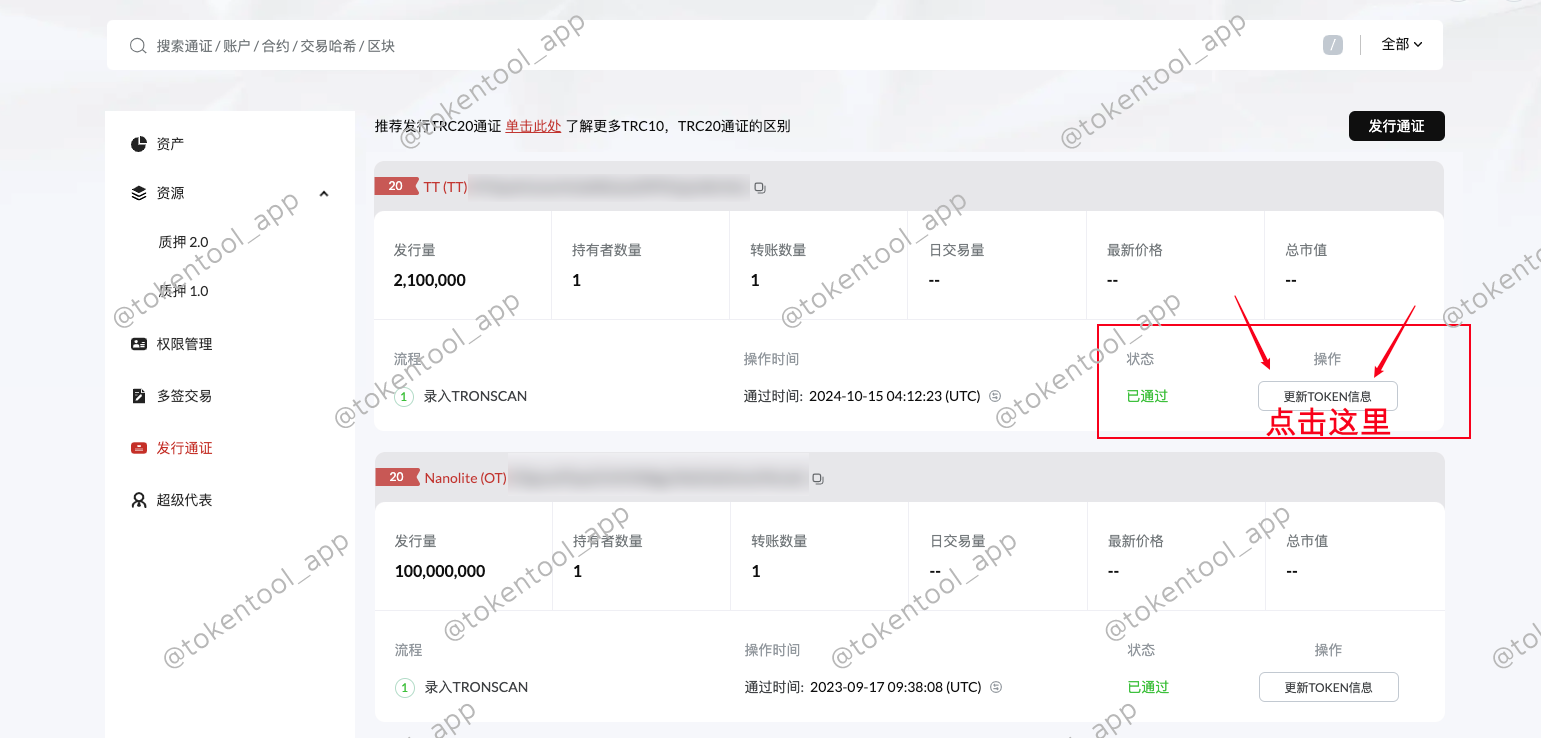 搜索通证 / 账户 / 合约 / 交易哈希 / 区块
/
全部
资产
资源
质押 2.0
质押 1.0
权限管理
多签交易
发行通证
超级代表
推荐发行TRC20通证 单击此处 了解更多TRC10，TRC20通证的区别
发行通证
20 TT (TT)
发行量 持有者数量 转账数量 日交易量 最新价格 总市值
2,100,000 1 1 -- -- --
流程 操作时间 状态 操作
1 录入TRONSCAN 通过时间: 2024-10-15 04:12:23 (UTC) 已通过 更新TOKEN信息
点击这里
20 Nanolite (OT)
发行量 持有者数量 转账数量 日交易量 最新价格 总市值
100,000,000 1 1 -- -- --
流程 操作时间 状态 操作
1 录入TRONSCAN 通过时间: 2023-09-17 09:38:08 (UTC) 已通过 更新TOKEN信息
@tokentool_app
@tokentool_app
@tokentool_app
@tokentool_app
@tokentool_app
@tokentool_app
@tokentool_app
@tokentool_app
@tokentool_app
@tokentool_app
@tokentool_app